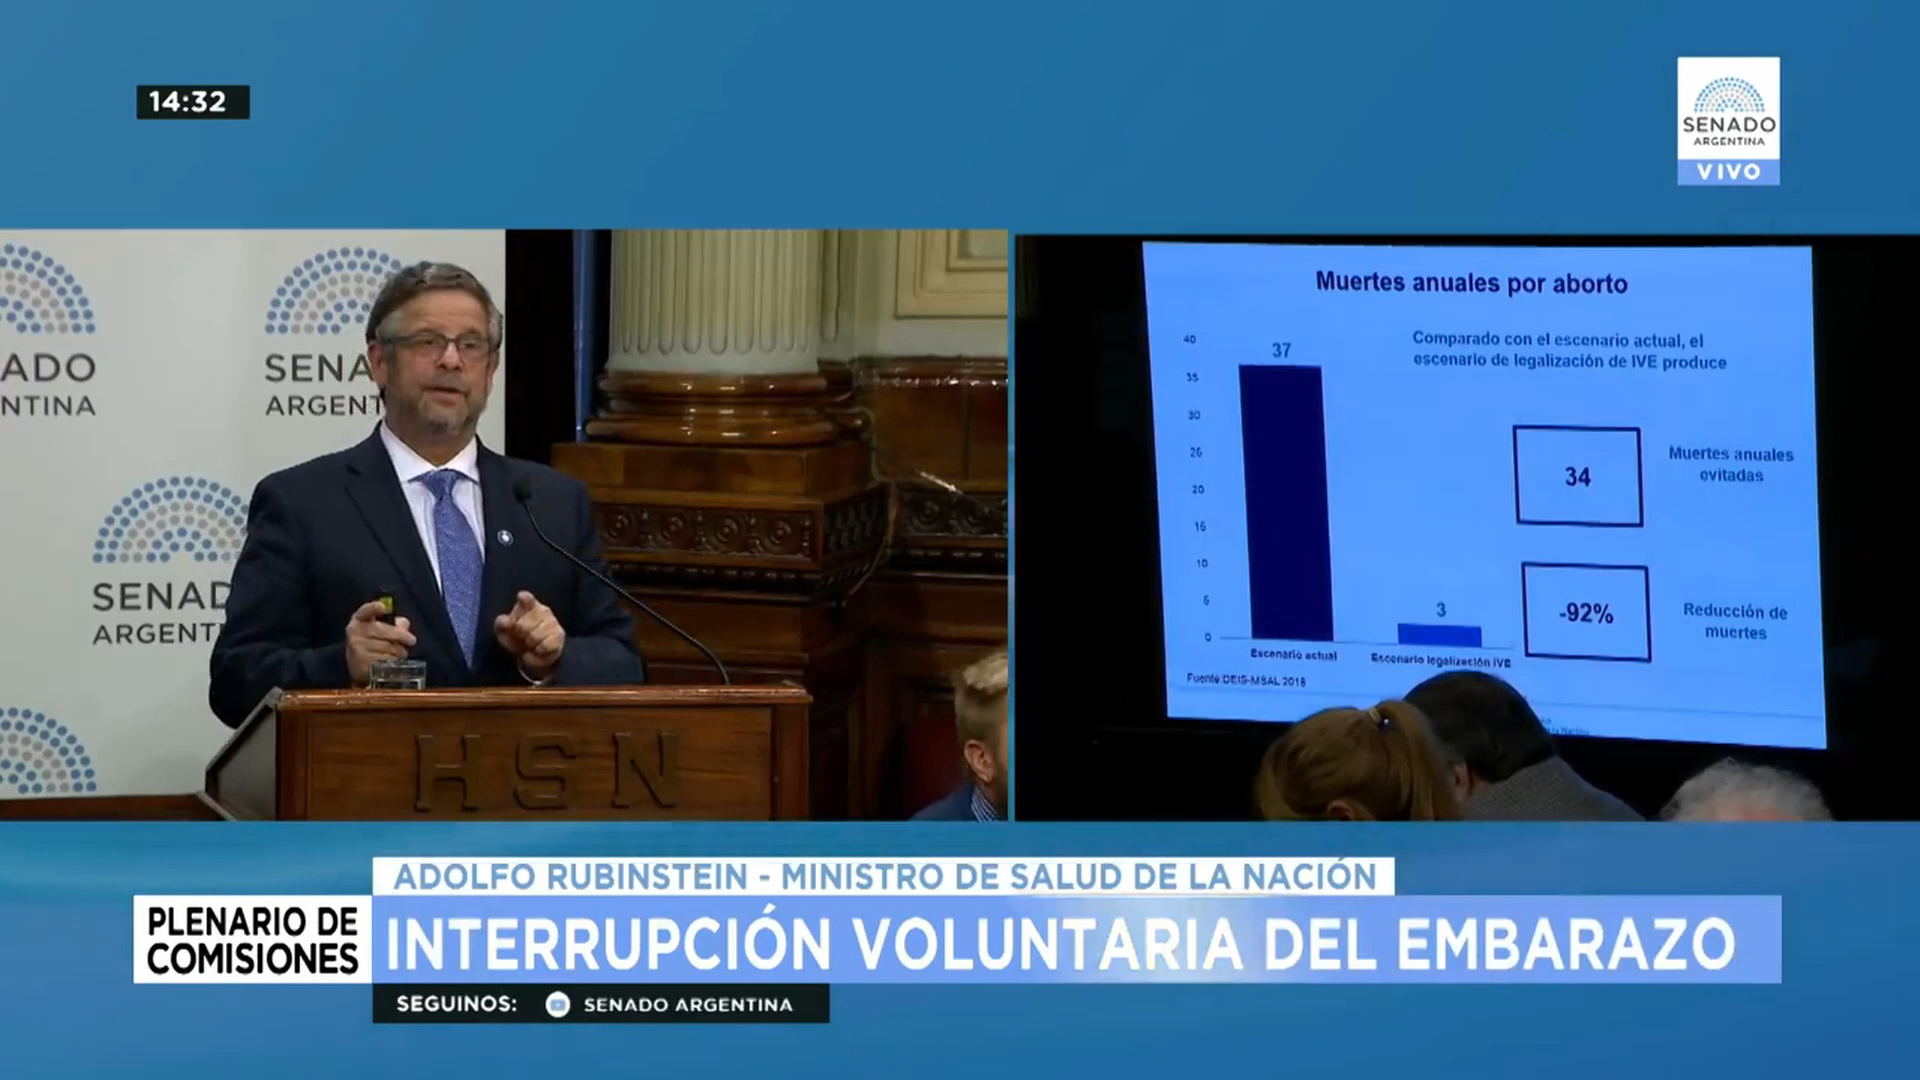 14:32
SENADO
ARGENTINA
VIVO
ADO
NTINA
SENA
ARGENT
SENAD
ARGENT
HSN
Muertes anuales por aborto
Comparado con el escenario actual, el
escenario de legalización de IVE produce
40
35
30
25
20
15
10
5
0
37
3
Escenario actual
Escenario legalización IVE
34
Muertes anuales
evitadas
-92%
Reducción de
muertes
Fuente DEIS-MSAL 2018
ADOLFO RUBINSTEIN - MINISTRO DE SALUD DE LA NACIÓN
PLENARIO DE
COMISIONES
INTERRUPCIÓN VOLUNTARIA DEL EMBARAZO
SEGUINOS: SENADO ARGENTINA